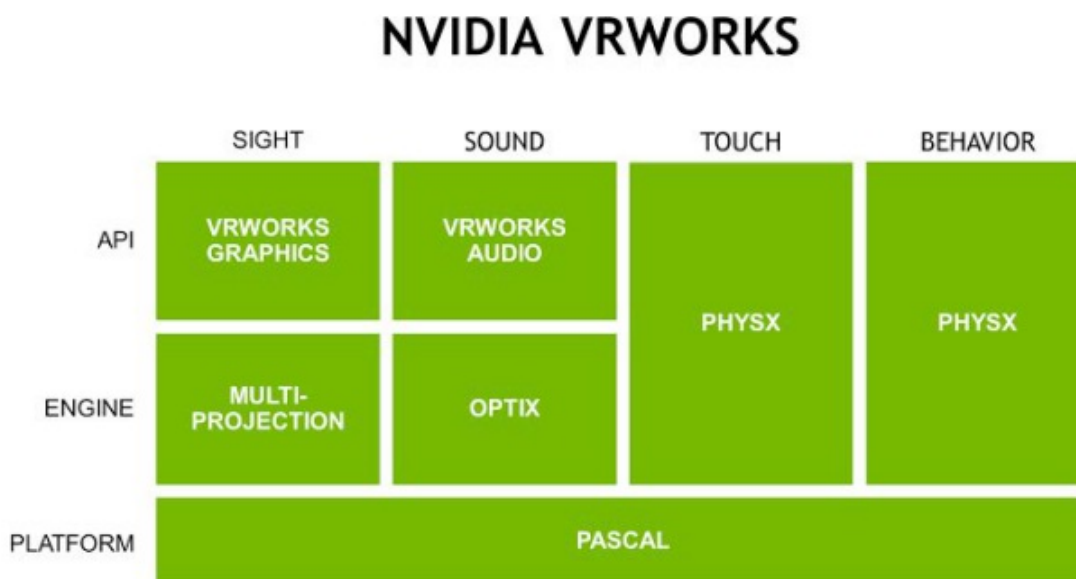 NVIDIA VRWORKS
SIGHT SOUND TOUCH BEHAVIOR
API
VRWORKS
GRAPHICS
VRWORKS
AUDIO
PHYSX
PHYSX
ENGINE
MULTI-
PROJECTION
OPTIX
PLATFORM
PASCAL